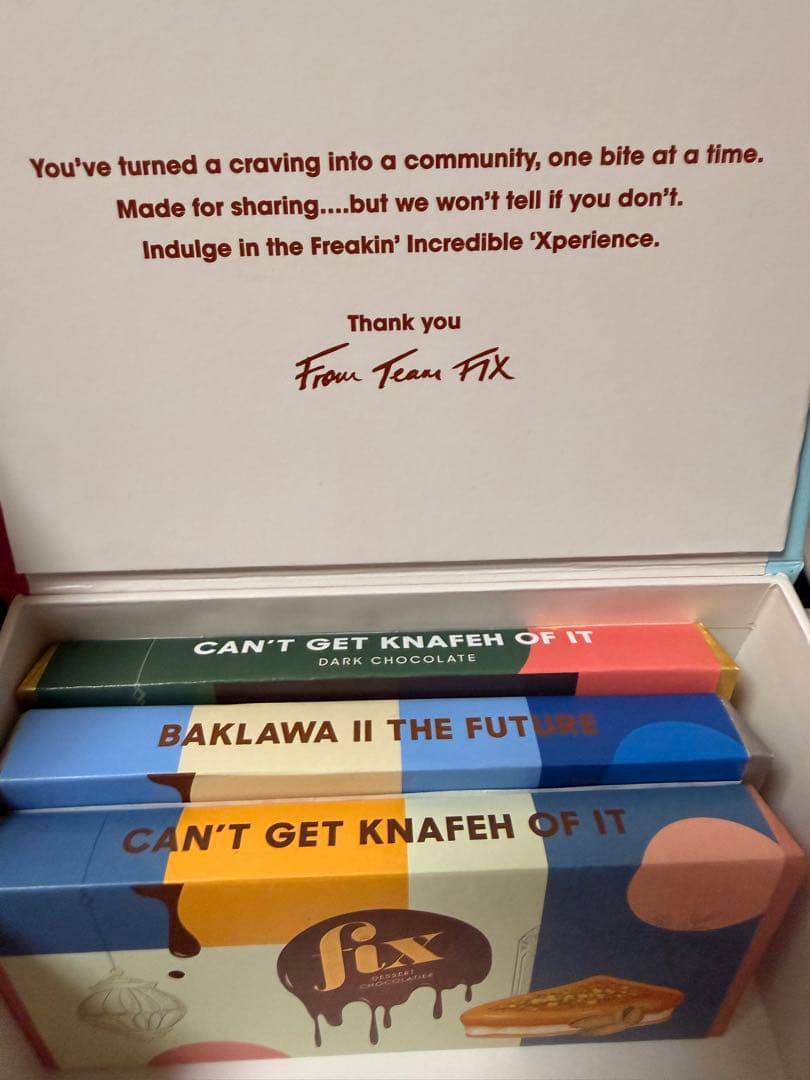 You've turned a craving into a community, one bite at a time.
Made for sharing....but we won't tell if you don't.
Indulge in the Freakin' Incredible 'Xperience.
Thank you
From Team FIX
CAN'T GET KNAFEH OF IT
DARK CHOCOLATE
BAKLAWA II THE FUTURE
CAN'T GET KNAFEH OF IT
fix
DESSERT
CHOCOLATIER